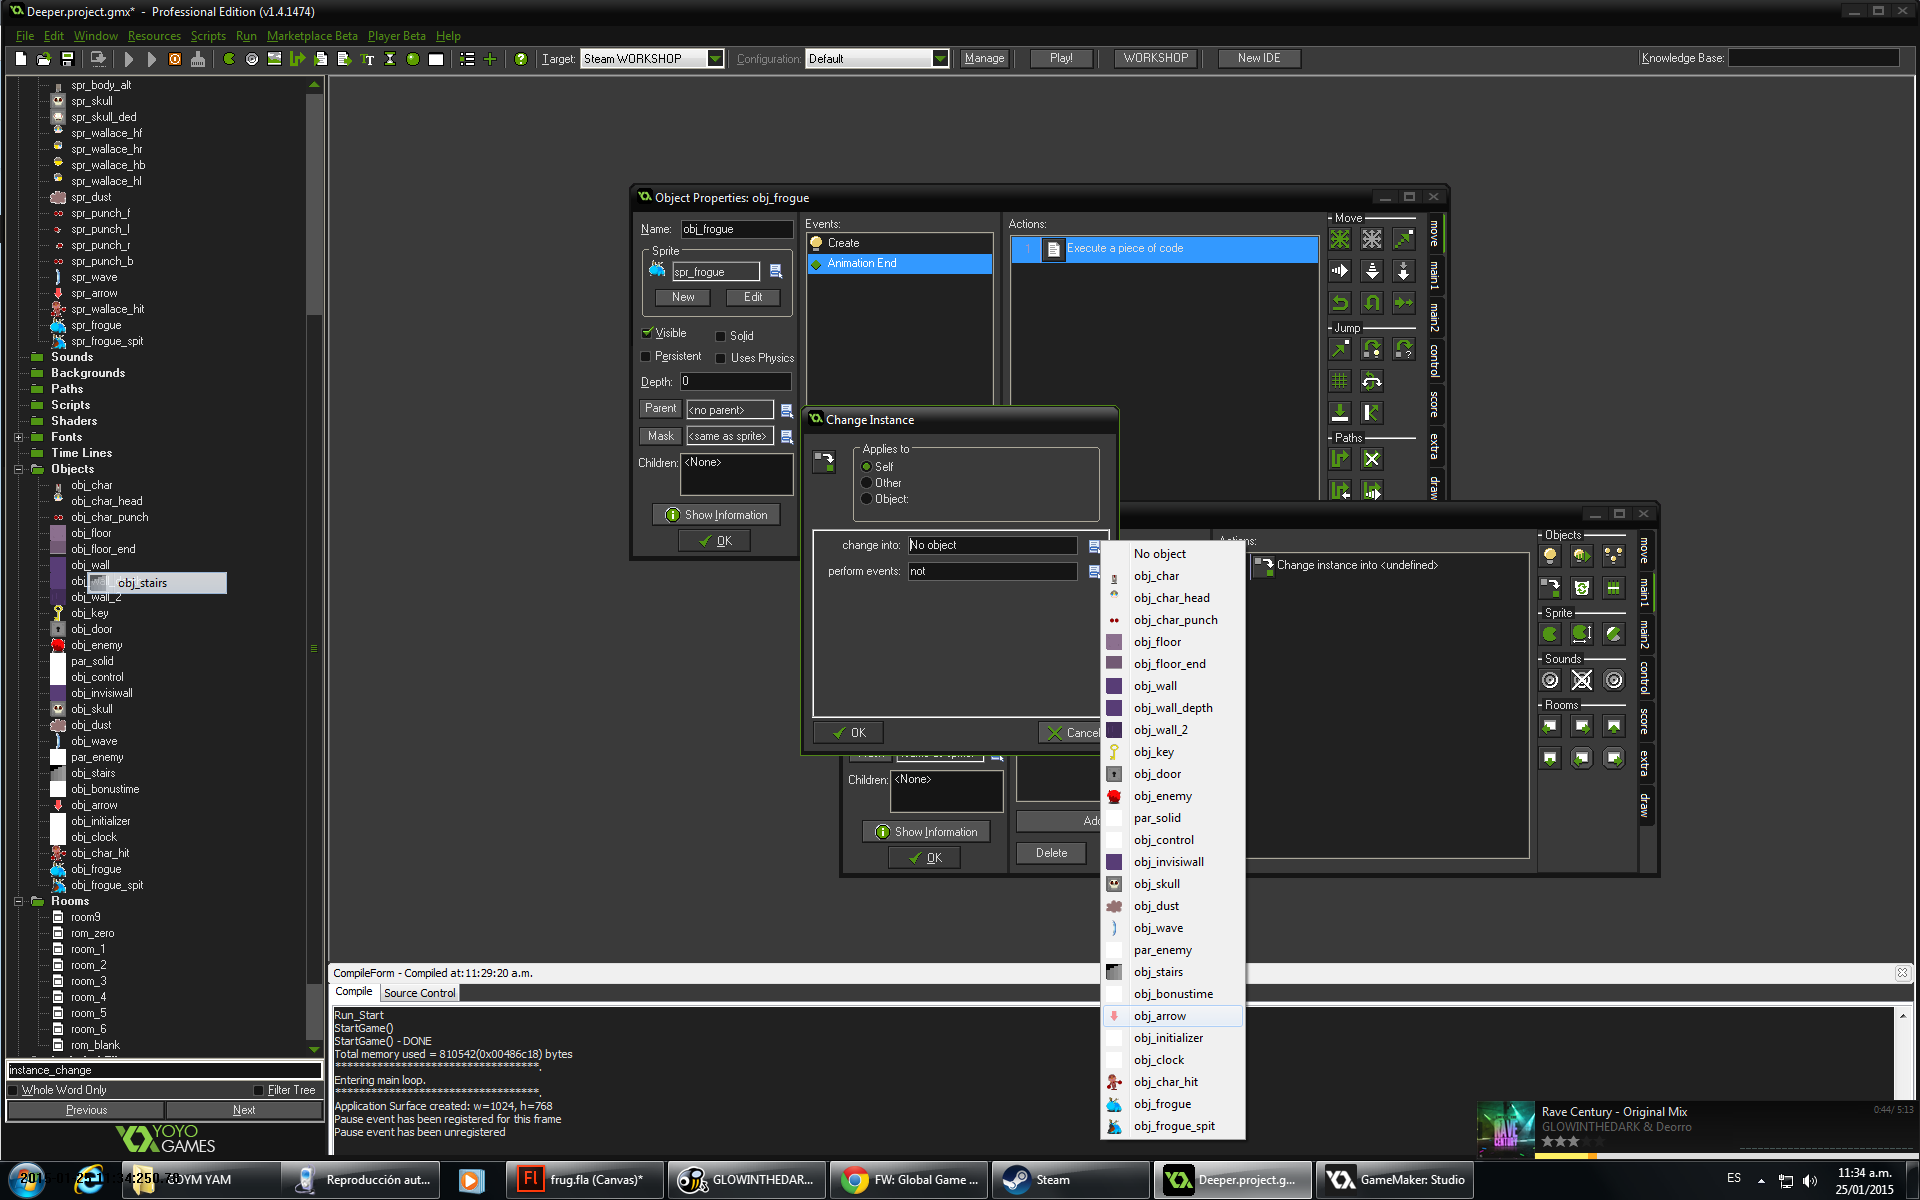 Deeper.project.gmx*  -  Professional Edition (v1.4.1474)
File Edit Window Resources Scripts Run Marketplace Beta Player Beta Help
Target: Steam WORKSHOP Configuration: Default Manage Play! WORKSHOP New IDE Knowledge Base:
spr_body_alt
spr_skull
spr_skull_ded
spr_wallace_hf
spr_wallace_hr
spr_wallace_hb
spr_wallace_hl
spr_dust
spr_punch_f
spr_punch_l
spr_punch_r
spr_punch_b
spr_wave
spr_arrow
spr_wallace_hit
spr_frogue
spr_frogue_spit
Sounds
Backgrounds
Paths
Scripts
Shaders
Fonts
Time Lines
Objects
obj_char
obj_char_head
obj_char_punch
obj_floor
obj_floor_end
obj_wall
obj_stairs
obj_wall_2
obj_key
obj_door
obj_enemy
par_solid
obj_control
obj_invisiwall
obj_skull
obj_dust
obj_wave
par_enemy
obj_stairs
obj_bonustime
obj_arrow
obj_initializer
obj_clock
obj_char_hit
obj_frogue
obj_frogue_spit
Rooms
room9
rom_zero
room_1
room_2
room_3
room_4
room_5
room_6
rom_blank
instance_change
Whole Word Only Filter Tree
Previous Next
YOYO
GAMES
Object Properties: obj_frogue
Name: obj_frogue
Sprite
spr_frogue
New Edit
Visible Solid
Persistent Uses Physics
Depth: 0
Parent <no parent>
Mask <same as sprite>
Children: <None>
Show Information
OK
Events:
Create
Animation End
Actions:
1 Execute a piece of code
Move
Jump
Paths
move
main1
main2
control
score
extra
draw
Change Instance
Applies to
Self
Other
Object:
change into: No object
perform events: not
OK Cancel
Children: <None>
Show Information
OK
Delete
Actions:
Change instance into <undefined>
Objects
Sprite
Sounds
Rooms
move
main1
main2
control
score
extra
draw
No object
obj_char
obj_char_head
obj_char_punch
obj_floor
obj_floor_end
obj_wall
obj_wall_depth
obj_wall_2
obj_key
obj_door
obj_enemy
par_solid
obj_control
obj_invisiwall
obj_skull
obj_dust
obj_wave
par_enemy
obj_stairs
obj_bonustime
obj_arrow
obj_initializer
obj_clock
obj_char_hit
obj_frogue
obj_frogue_spit
CompileForm - Compiled at:11:29:20 a.m.
Compile Source Control
Run_Start
StartGame()
StartGame() - DONE
Total memory used = 810542(0x00486c18) bytes
Entering main loop.
Application Surface created: w=1024, h=768
Pause event has been registered for this frame
Pause event has been unregistered
RAVE CENTURY
Rave Century - Original Mix
GLOWINTHEDARK & Deorro
0:44/ 5:13
YAM
Reproducción aut...
frug.fla (Canvas)*
GLOWINTHEDAR...
FW: Global Game ...
Steam
Deeper.project.g...
GameMaker: Studio
ES
11:34 a.m.
25/01/2015